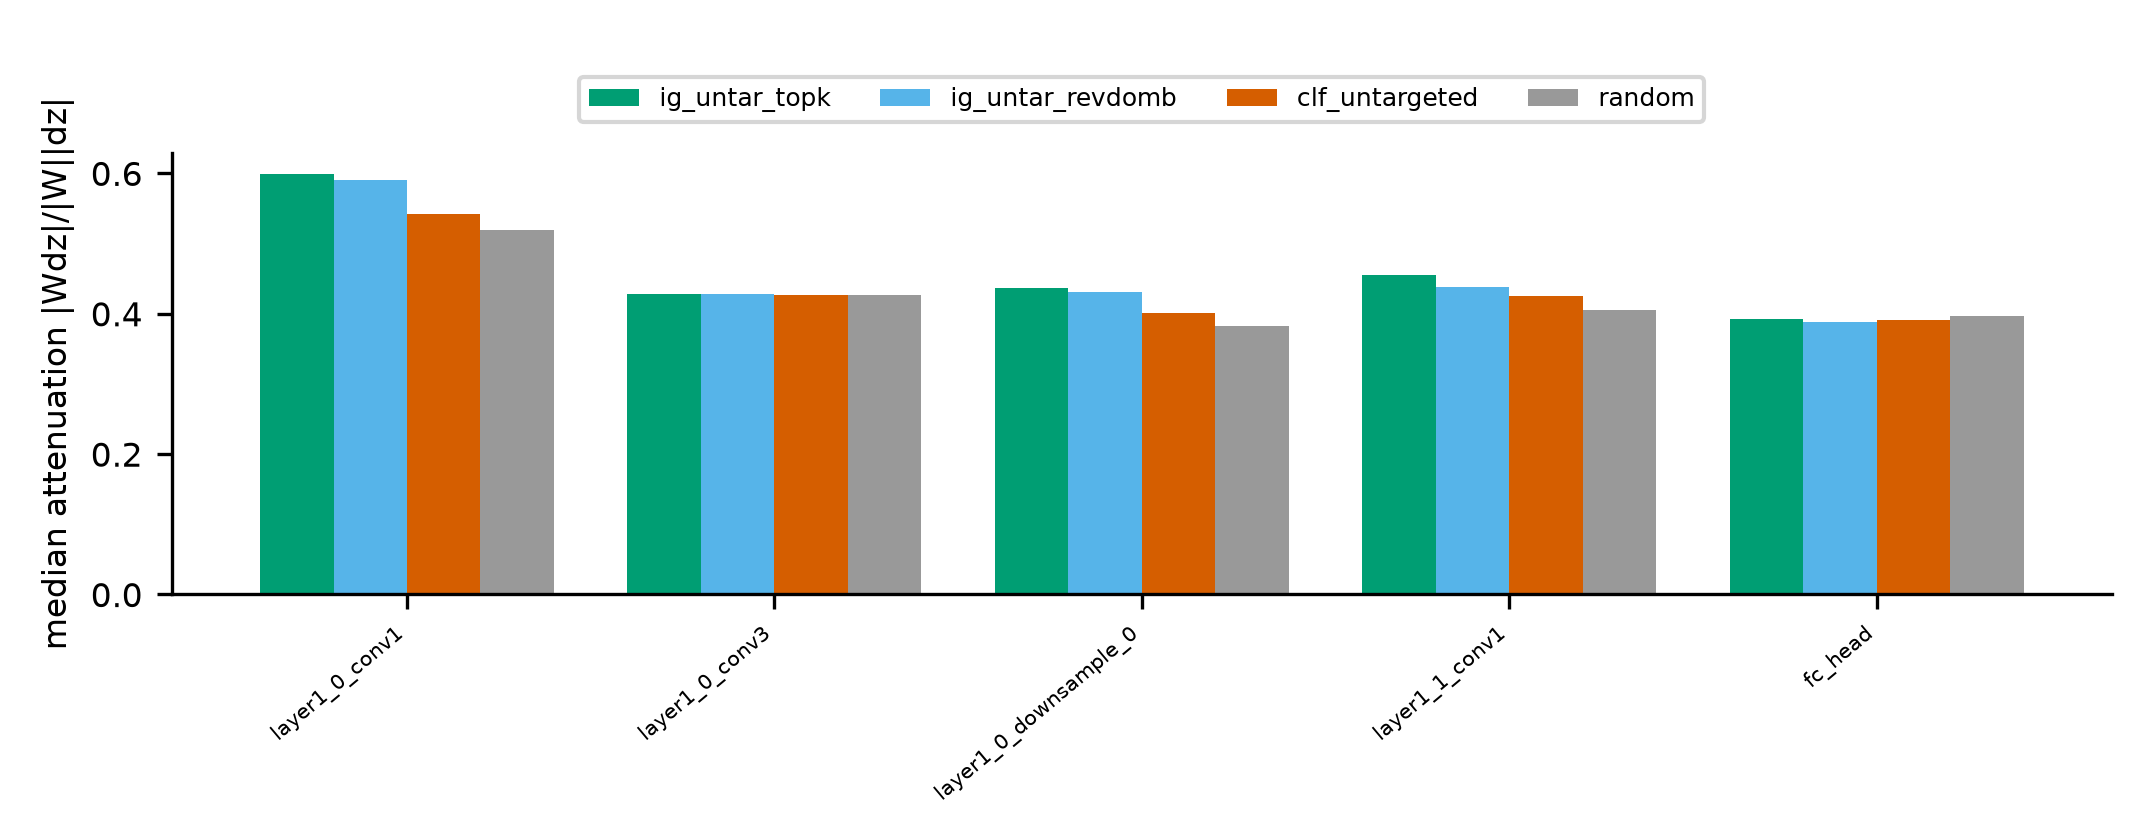 ig_untar_topk ig_untar_revdomb clf_untargeted random
median attenuation |Wdz|/|W||dz|
0.6
0.4
0.2
0.0
layer1_0_conv1
layer1_0_conv3
layer1_0_downsample_0
layer1_1_conv1
fc_head